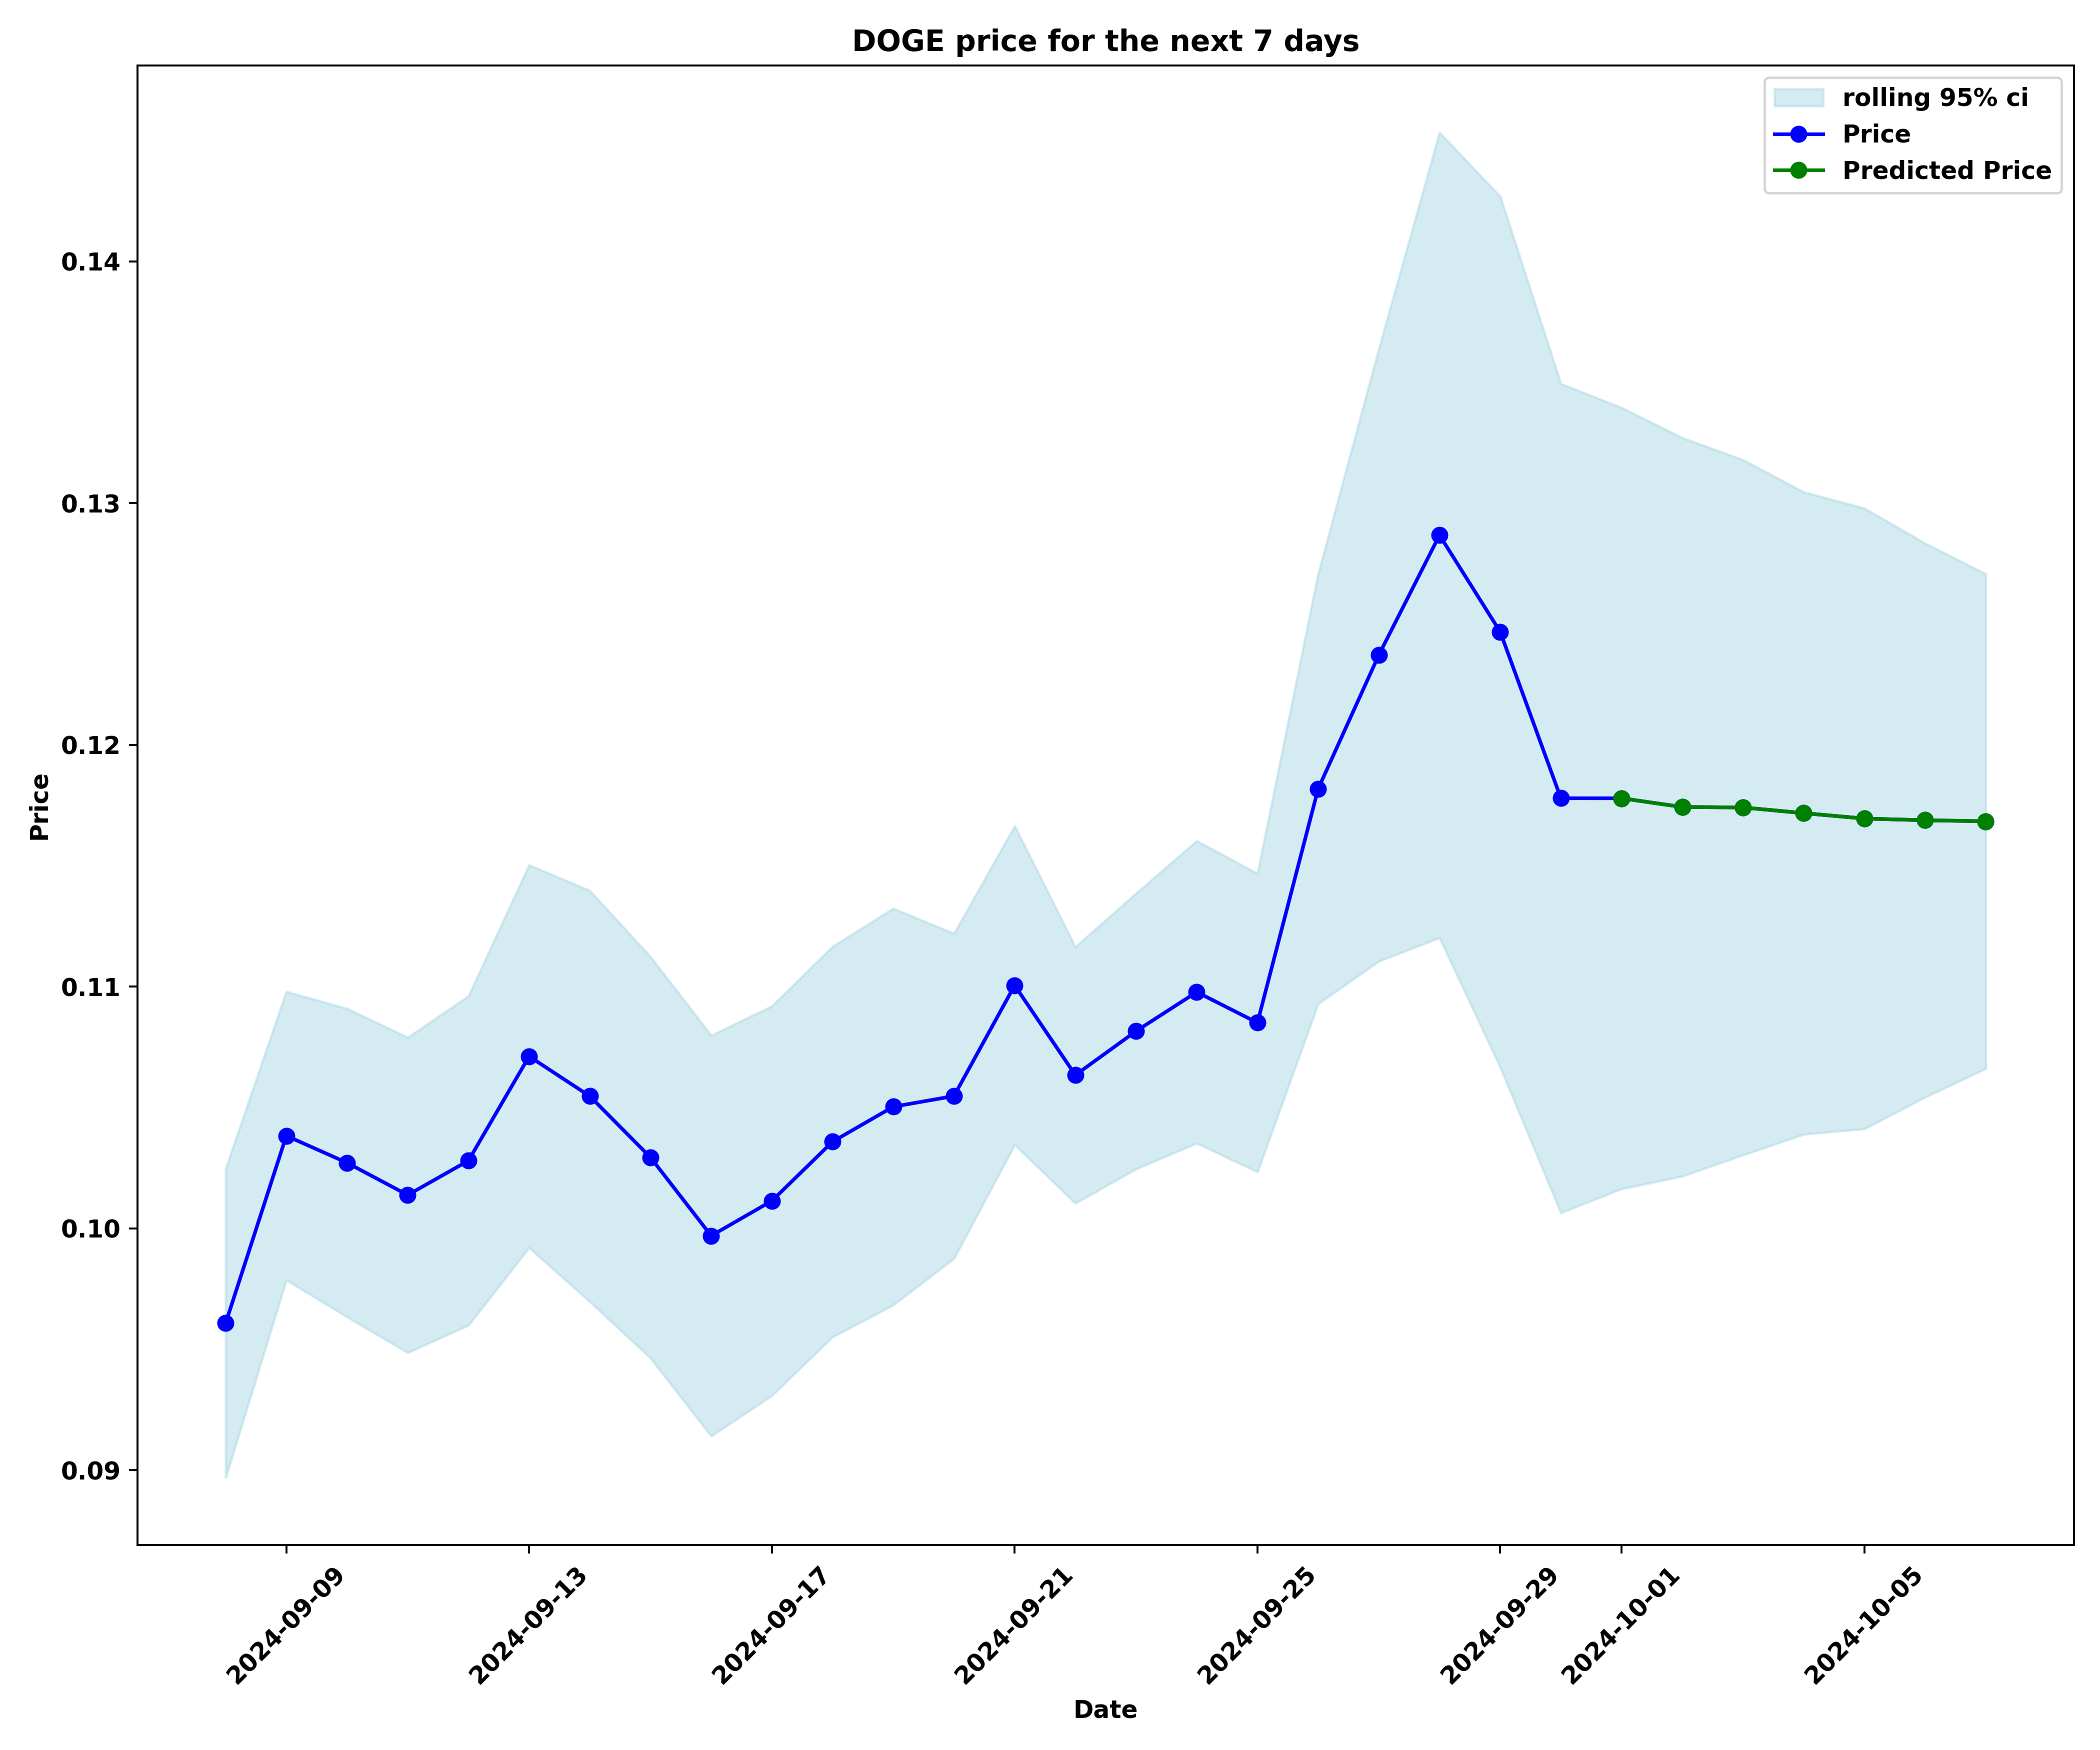 DOGE price for the next 7 days
rolling 95% ci
Price
Predicted Price
0.14
0.13
0.12
0.11
0.10
0.09
Price
2024-09-09
2024-09-13
2024-09-17
2024-09-21
2024-09-25
2024-09-29
2024-10-01
2024-10-05
Date